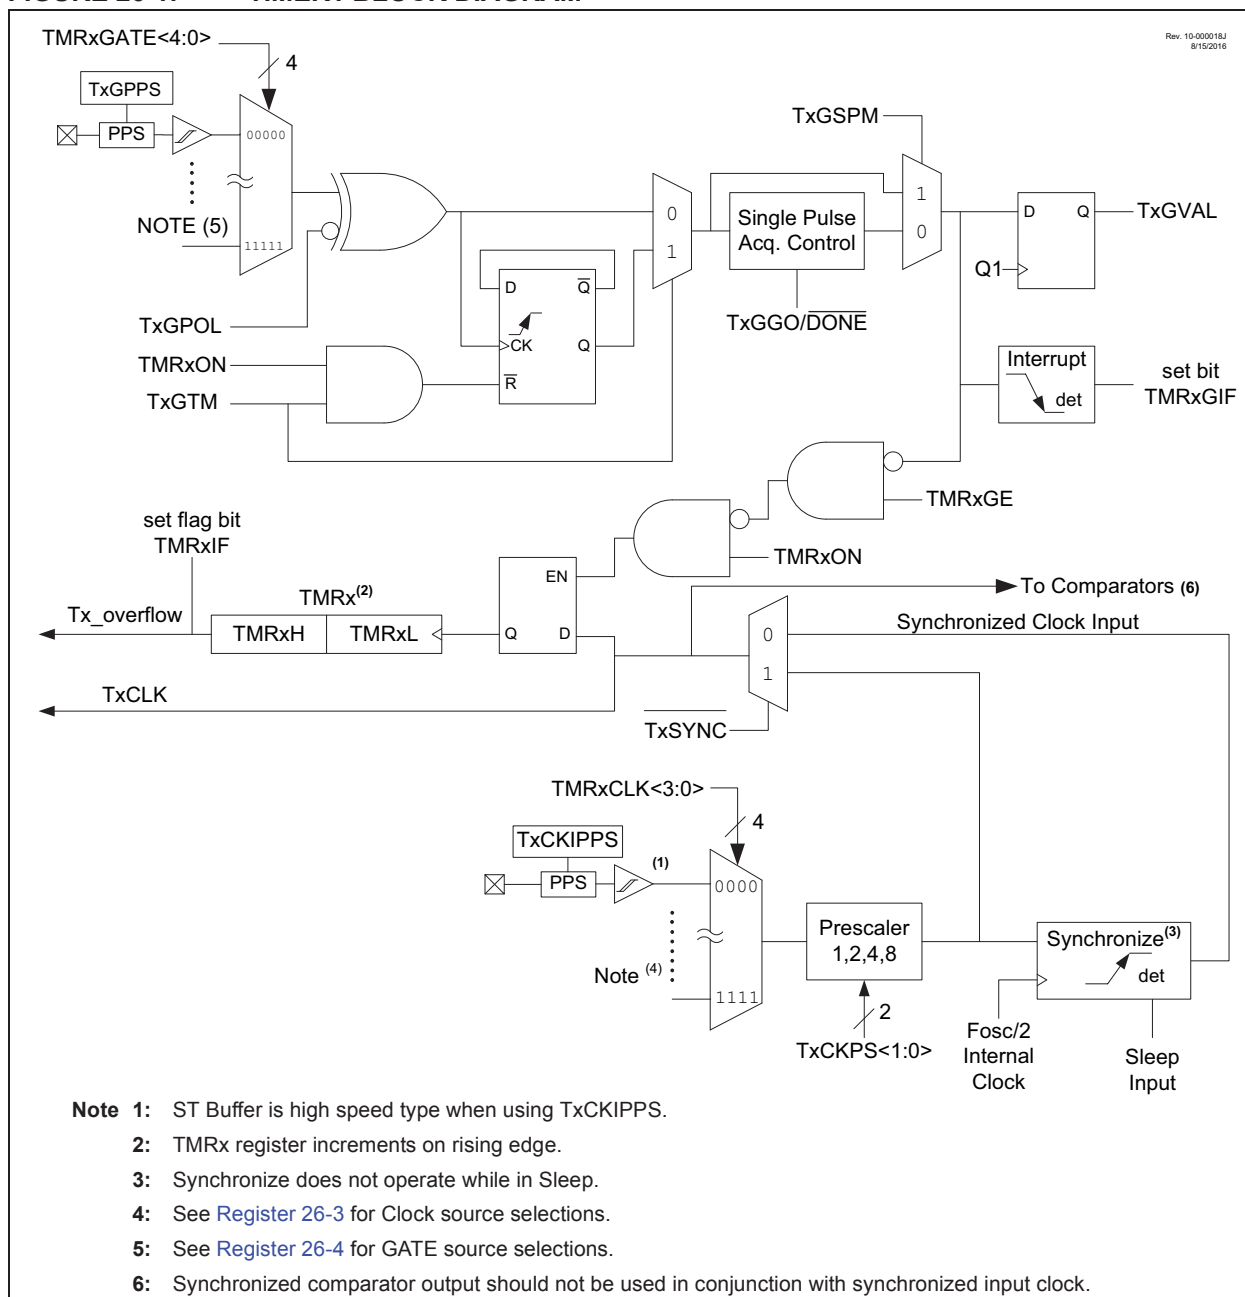 Rev. 10-000018J
8/15/2016
TMRxGATE<4:0>
4
TxGPPS
PPS
00000
NOTE (5)
11111
TxGPOL
TMRxON
TxGTM
D
Q
CK
Q
R
0
1
Single Pulse
Acq. Control
TxGGO/DONE
TxGSPM
1
0
D
Q
Q1
TxGVAL
Interrupt
det
set bit
TMRxGIF
TMRxGE
TMRxON
set flag bit
TMRxIF
Tx_overflow
TMRx(2)
TMRxH
TMRxL
EN
Q
D
TxCLK
To Comparators (6)
Synchronized Clock Input
0
1
TxSYNC
TMRxCLK<3:0>
4
TxCKIPPS
PPS
(1)
0000
Note (4)
1111
Prescaler
1,2,4,8
2
TxCKPS<1:0>
Synchronize(3)
det
Fosc/2
Internal
Clock
Sleep
Input
Note 1: ST Buffer is high speed type when using TxCKIPPS.
2: TMRx register increments on rising edge.
3: Synchronize does not operate while in Sleep.
4: See Register 26-3 for Clock source selections.
5: See Register 26-4 for GATE source selections.
6: Synchronized comparator output should not be used in conjunction with synchronized input clock.